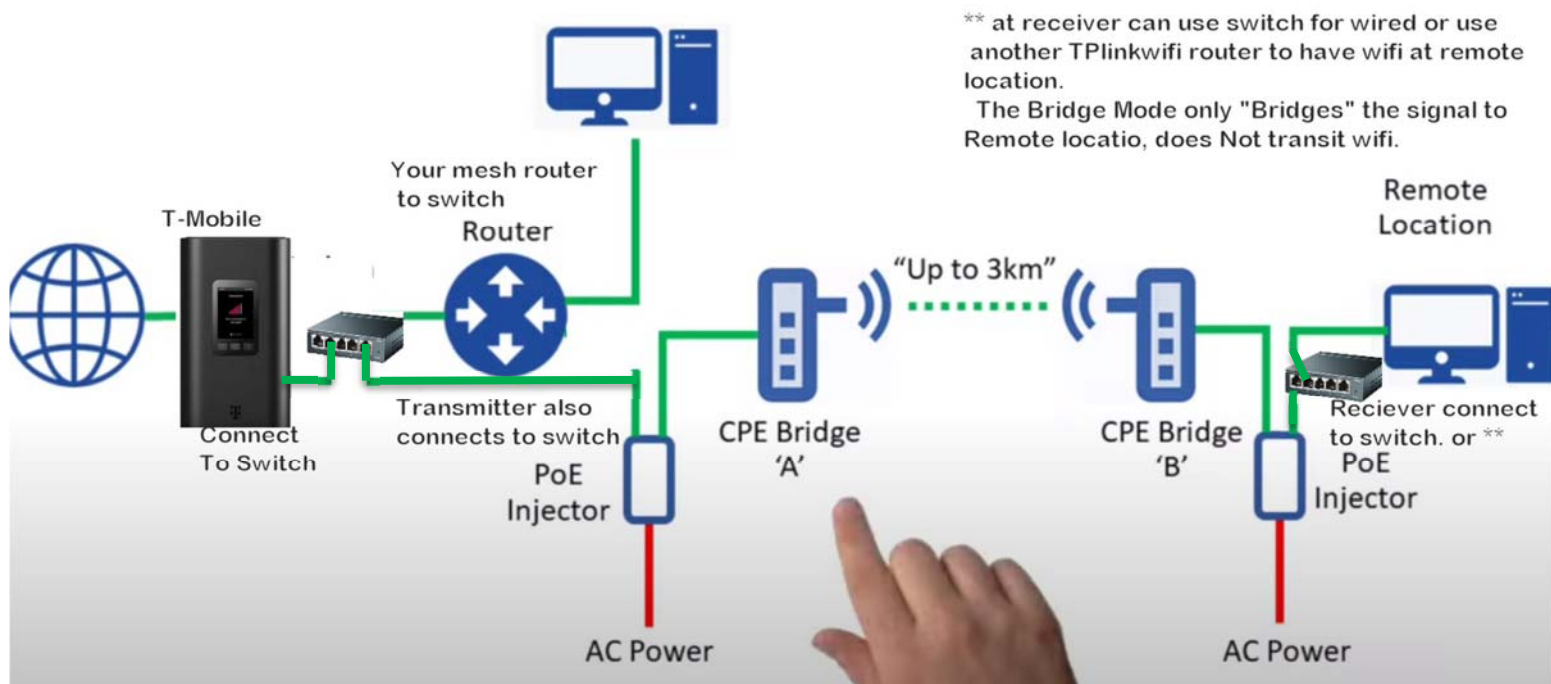 ** at receiver can use switch for wired or use
another TPlinkwifi router to have wifi at remote
location.
The Bridge Mode only "Bridges" the signal to
Remote locatio, does Not transit wifi.
Your mesh router
to switch
Router
T-Mobile
Connect
To Switch
Transmitter also
connects to switch
PoE
Injector
AC Power
CPE Bridge
‘A’
“Up to 3km”
CPE Bridge
‘B’
Remote
Location
Reciever connect
to switch. or **
PoE
Injector
AC Power